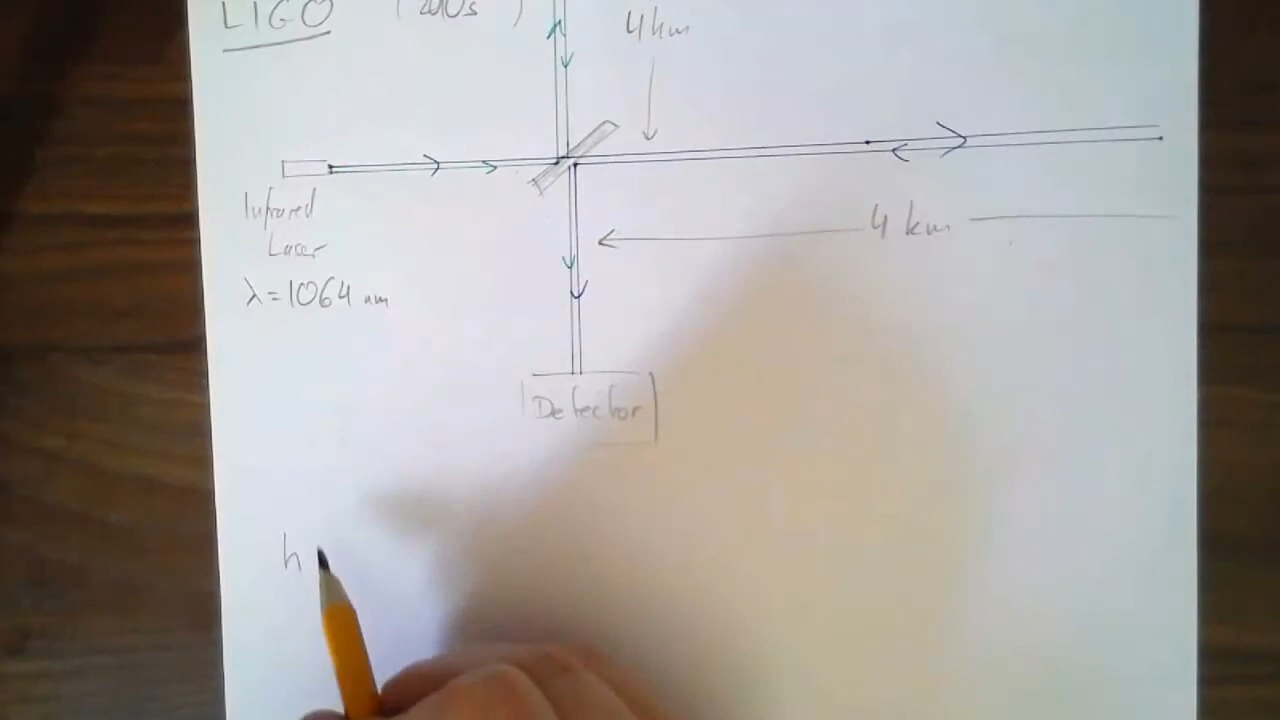 LIGO
4km
Infrared
Laser
λ=1064 nm
4 km
Detector
h